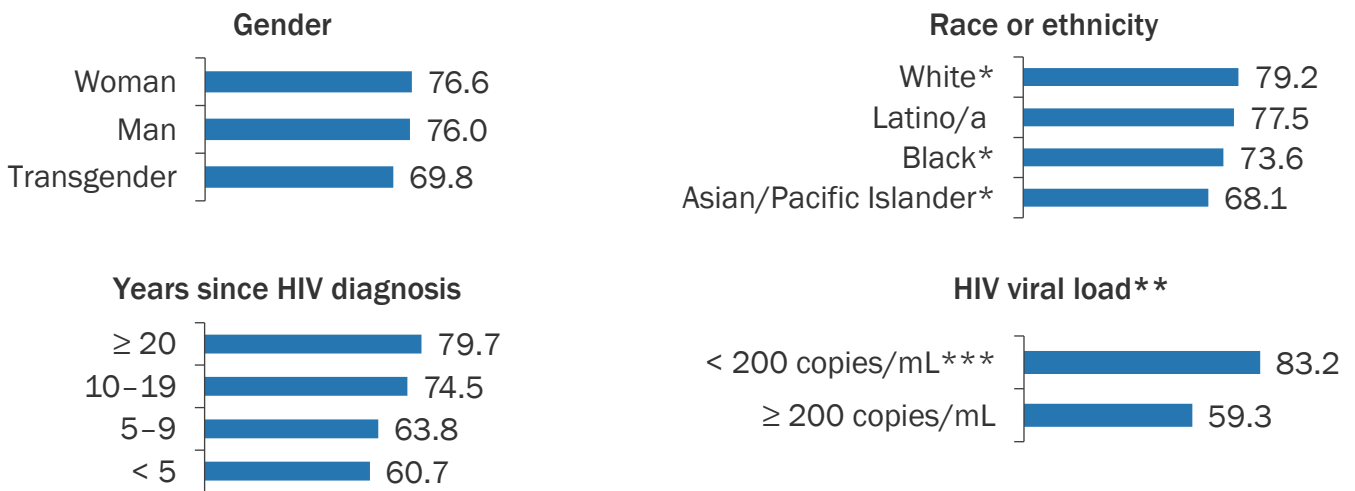 Gender
Woman 76.6
Man 76.0
Transgender 69.8
Race or ethnicity
White* 79.2
Latino/a 77.5
Black* 73.6
Asian/Pacific Islander* 68.1
Years since HIV diagnosis
≥ 20 79.7
10–19 74.5
5–9 63.8
< 5 60.7
HIV viral load**
< 200 copies/mL*** 83.2
≥ 200 copies/mL 59.3